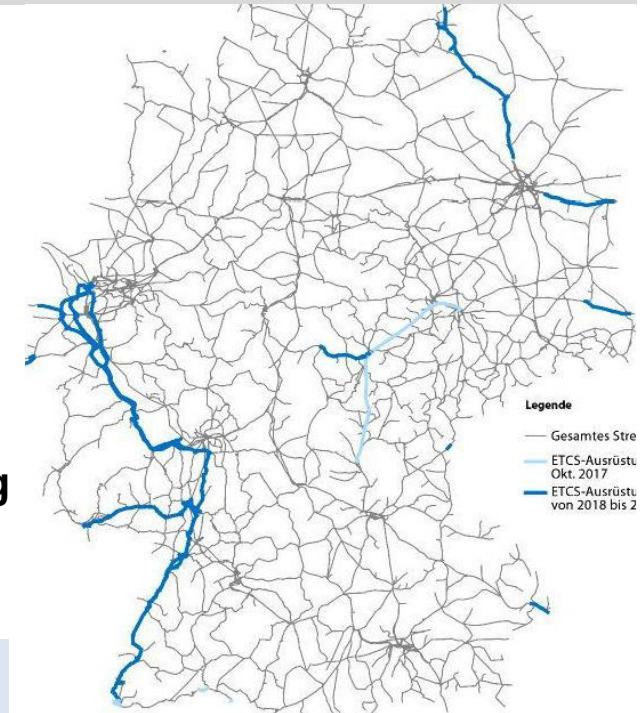 g
Legende
Gesamtes Stre
ETCS-Ausrüstu
Okt. 2017
ETCS-Ausrüstu
von 2018 bis 2